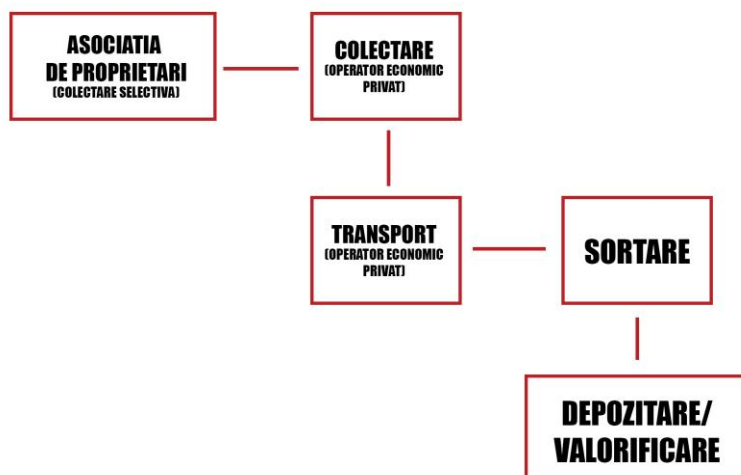 ASOCIATIA
DE PROPRIETARI
(COLECTARE SELECTIVA)
COLECTARE
(OPERATOR ECONOMIC
PRIVAT)
TRANSPORT
(OPERATOR ECONOMIC
PRIVAT)
SORTARE
DEPOZITARE/
VALORIFICARE